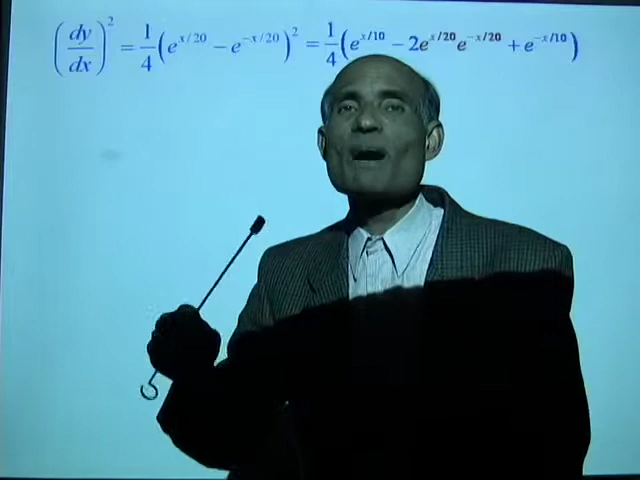 (dy/dx)² = 1/4(e^{x/20} − e^{−x/20})² = 1/4(e^{x/10} − 2e^{x/20}e^{−x/20} + e^{−x/10})